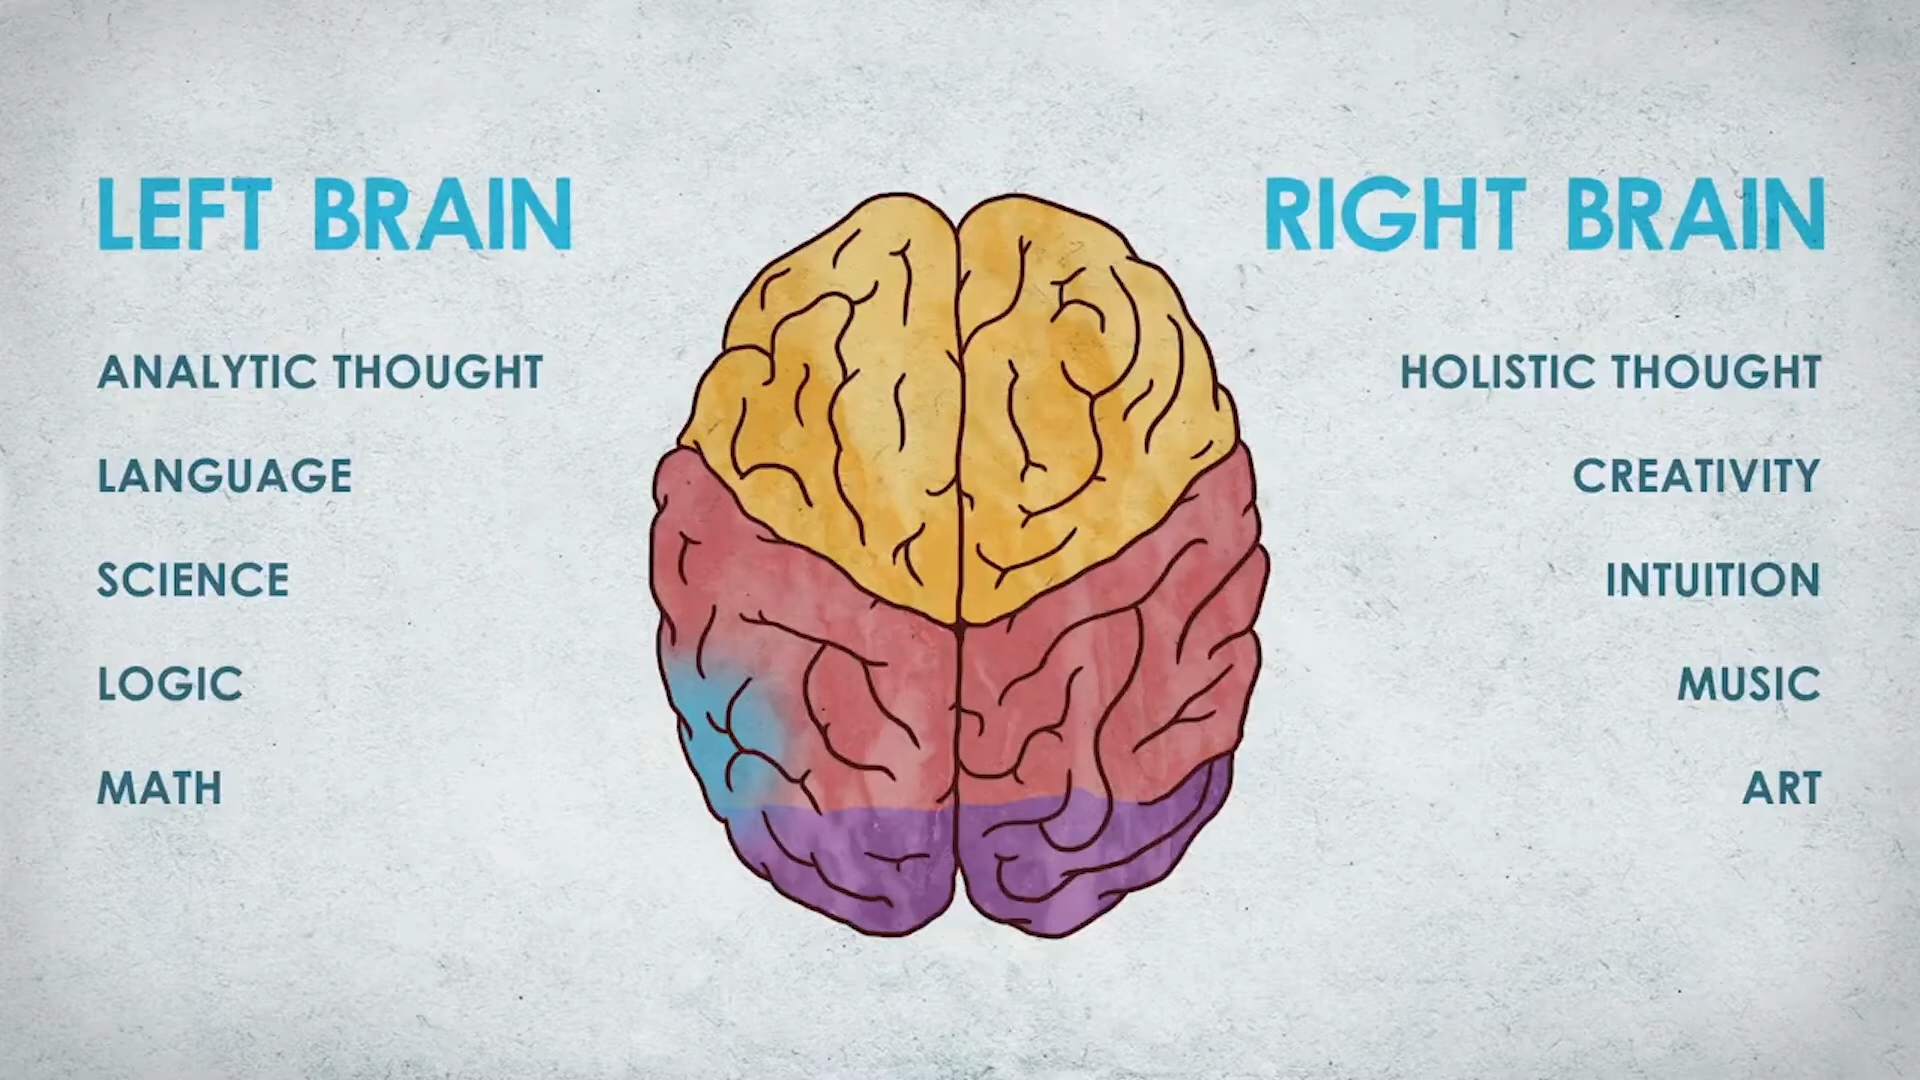 LEFT BRAIN
ANALYTIC THOUGHT
LANGUAGE
SCIENCE
LOGIC
MATH
RIGHT BRAIN
HOLISTIC THOUGHT
CREATIVITY
INTUITION
MUSIC
ART